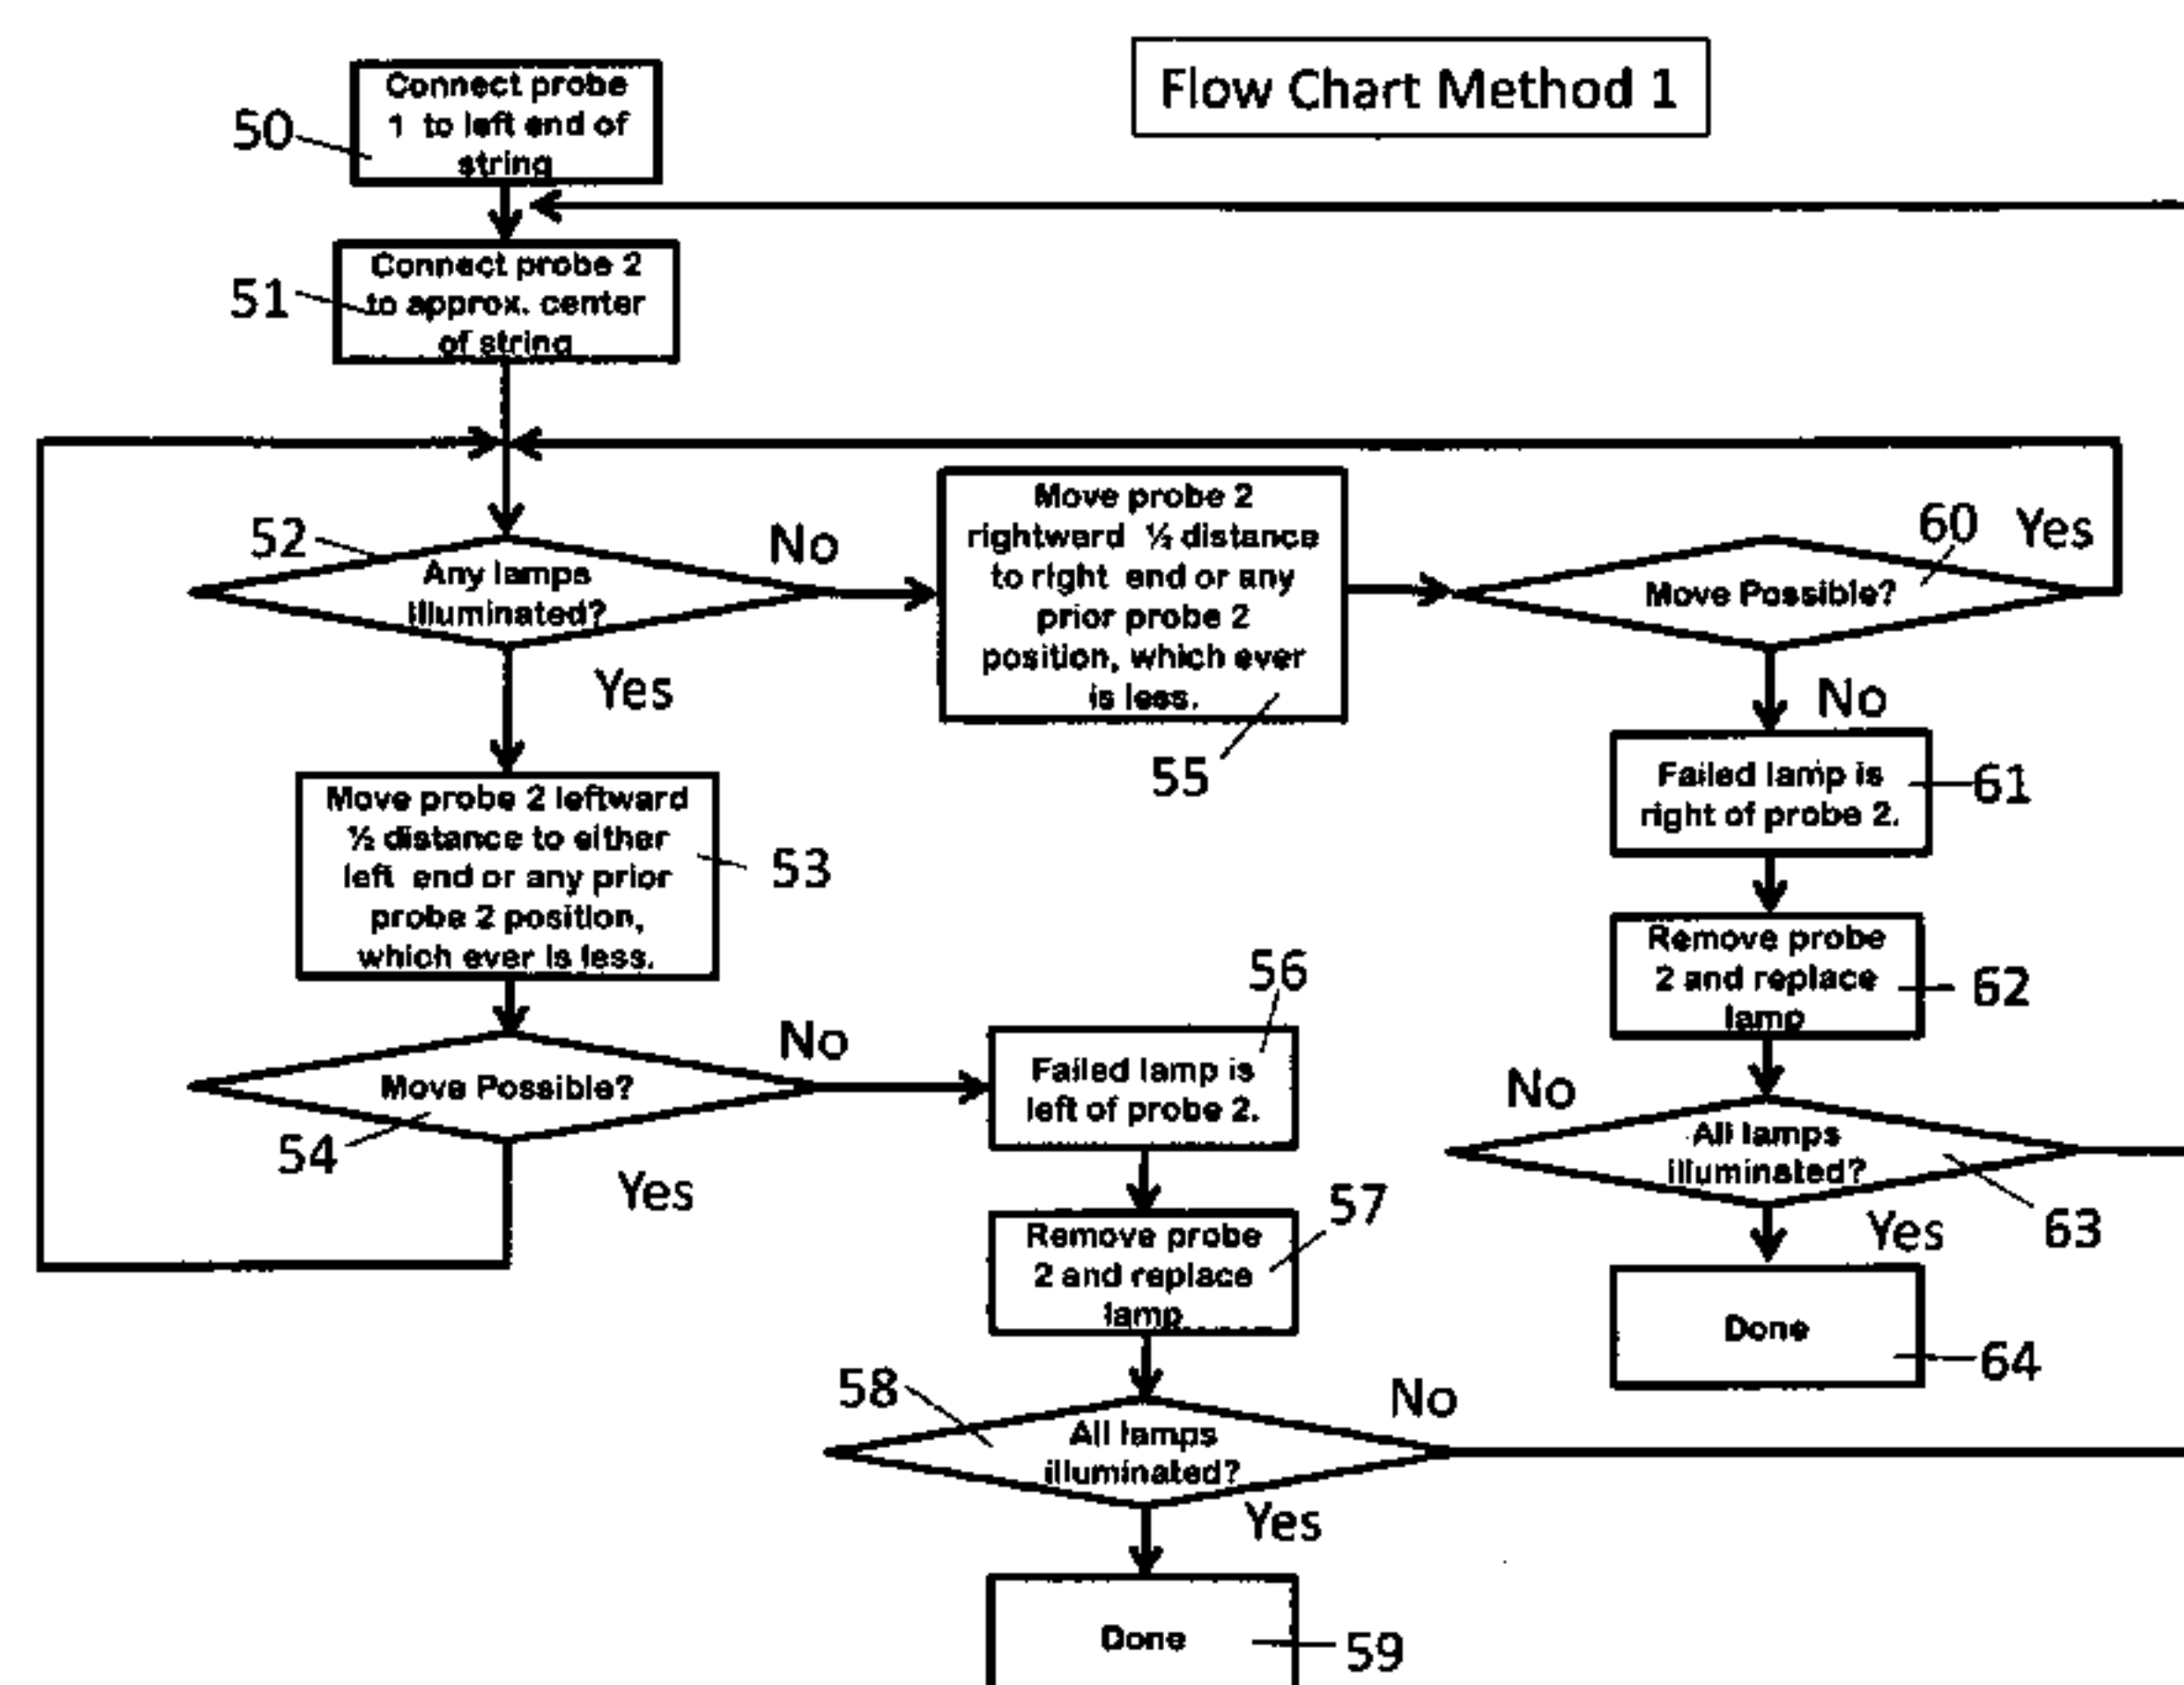 Flow Chart Method 1
50
Connect probe
1 to left end of
string
51
Connect probe 2
to approx. center
of string
52
Any lamps
illuminated?
No
Yes
Move probe 2
rightward ½ distance
to right end or any
prior probe 2
position, which ever
is less.
55
60
Yes
Move Possible?
No
Failed lamp is
right of probe 2.
61
Move probe 2 leftward
½ distance to either
left end or any prior
probe 2 position,
which ever is less.
53
Remove probe
2 and replace
lamp
62
Move Possible?
54
No
Yes
56
Failed lamp is
left of probe 2.
No
All lamps
illuminated?
63
Yes
Remove probe
2 and replace
lamp
57
Done
64
58
All lamps
illuminated?
No
Yes
Done
59